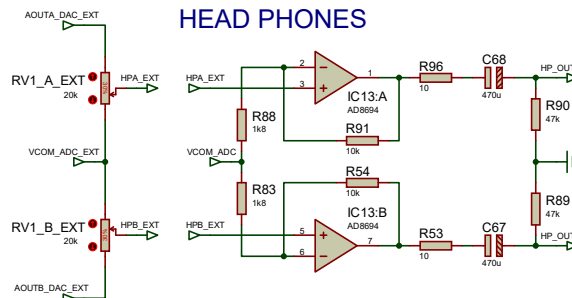 HEAD PHONES
AOUTA_DAC_EXT
RV1_A_EXT
20k
30%
HPA_EXT
VCOM_ADC_EXT
RV1_B_EXT
20k
30%
HPB_EXT
AOUTB_DAC_EXT
HPA_EXT
2
3
1
IC13:A
AD8694
R88
1k8
R91
10k
VCOM_ADC
R83
1k8
R54
10k
HPB_EXT
5
6
7
IC13:B
AD8694
R96
10
C68
470u
HP_OUT
R90
47k
R89
47k
R53
10
C67
470u
HP_OUT